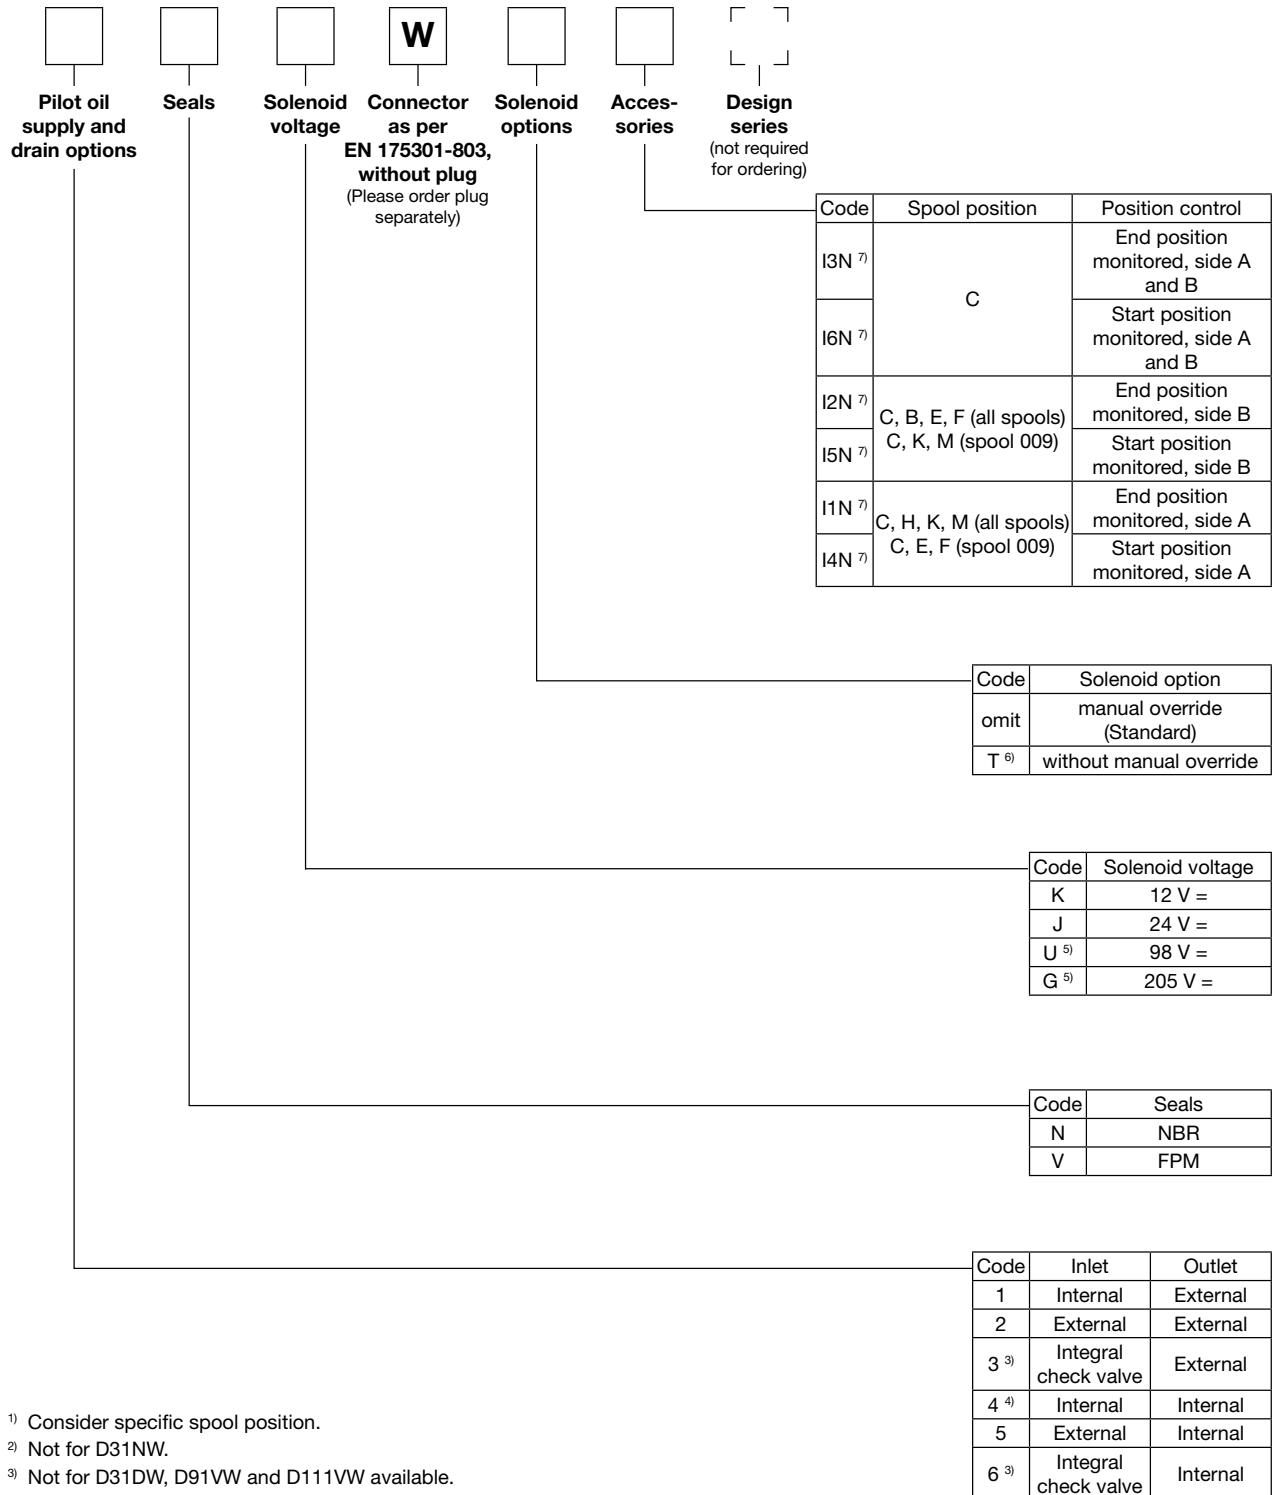 W
Pilot oil
supply and
drain options
Seals
Solenoid
voltage
Connector
as per
EN 175301-803,
without plug
(Please order plug
separately)
Solenoid
options
Acces-
sories
Design
series
(not required
for ordering)
Code Spool position Position control
I3N 7) C End position
monitored, side A
and B
I6N 7) Start position
monitored, side A
and B
I2N 7) C, B, E, F (all spools)
C, K, M (spool 009) End position
monitored, side B
I5N 7) Start position
monitored, side B
I1N 7) C, H, K, M (all spools)
C, E, F (spool 009) End position
monitored, side A
I4N 7) Start position
monitored, side A
Code Solenoid option
omit manual override
(Standard)
T 6) without manual override
Code Solenoid voltage
K 12 V =
J 24 V =
U 5) 98 V =
G 5) 205 V =
Code Seals
N NBR
V FPM
Code Inlet Outlet
1 Internal External
2 External External
3 3) Integral
check valve External
4 4) Internal Internal
5 External Internal
6 3) Integral
check valve Internal
1) Consider specific spool position.
2) Not for D31NW.
3) Not for D31DW, D91VW and D111VW available.